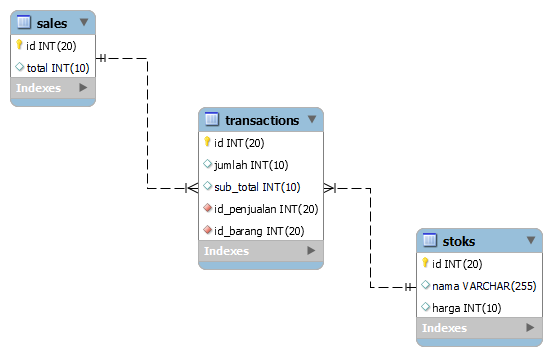 sales
id INT(20)
total INT(10)
Indexes
transactions
id INT(20)
jumlah INT(10)
sub_total INT(10)
id_penjualan INT(20)
id_barang INT(20)
Indexes
stoks
id INT(20)
nama VARCHAR(255)
harga INT(10)
Indexes